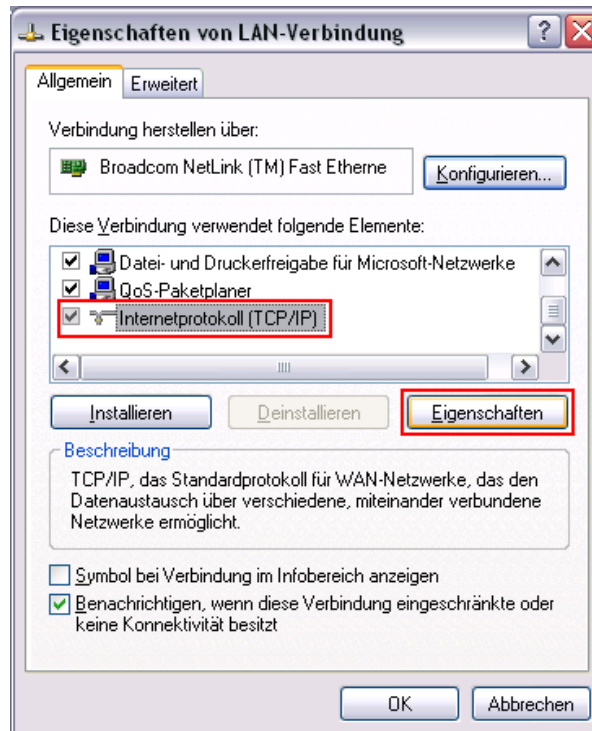 Eigenschaften von LAN-Verbindung
Allgemein
Erweitert
Verbindung herstellen über:
Broadcom NetLink (TM) Fast Etherne
Konfigurieren...
Diese Verbindung verwendet folgende Elemente:
Datei- und Druckerfreigabe für Microsoft-Netzwerke
QoS-Paketplaner
Internetprotokoll (TCP/IP)
Installieren
Deinstallieren
Eigenschaften
Beschreibung
TCP/IP, das Standardprotokoll für WAN-Netzwerke, das den
Datenaustausch über verschiedene, miteinander verbundene
Netzwerke ermöglicht.
Symbol bei Verbindung im Infobereich anzeigen
Benachrichtigen, wenn diese Verbindung eingeschränkte oder
keine Konnektivität besitzt
OK
Abbrechen